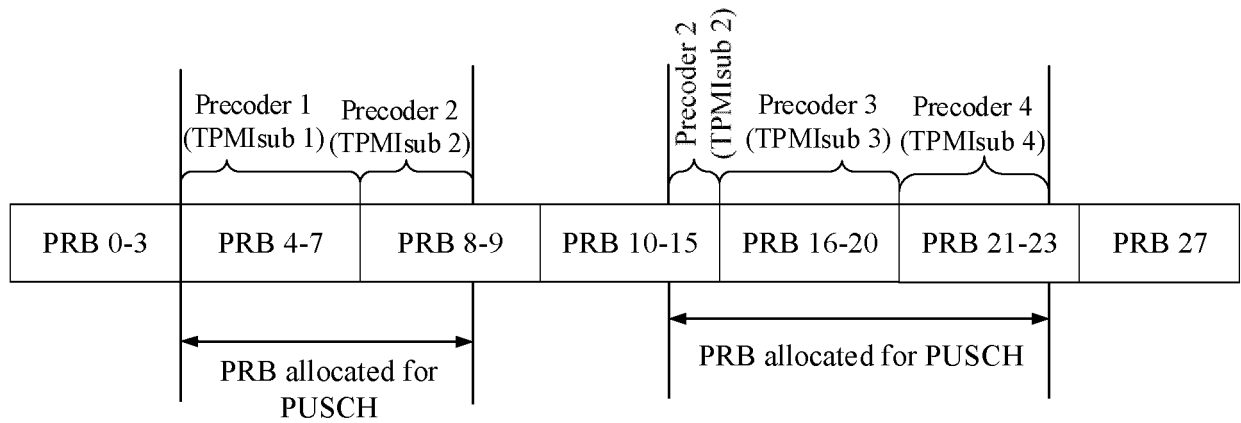 Precoder 1
(TPMIsub 1)
Precoder 2
(TPMIsub 2)
Precoder 2
(TPMIsub 2)
Precoder 3
(TPMIsub 3)
Precoder 4
(TPMIsub 4)
PRB 0-3
PRB 4-7
PRB 8-9
PRB 10-15
PRB 16-20
PRB 21-23
PRB 27
PRB allocated for
PUSCH
PRB allocated for PUSCH